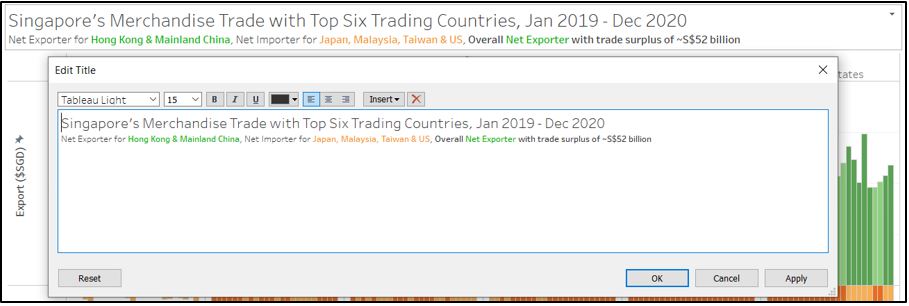 Singapore's Merchandise Trade with Top Six Trading Countries, Jan 2019 - Dec 2020
Net Exporter for Hong Kong & Mainland China, Net Importer for Japan, Malaysia, Taiwan & US, Overall Net Exporter with trade surplus of ~S$52 billion
tates
Edit Title
Tableau Light 15 B I U Insert
Singapore's Merchandise Trade with Top Six Trading Countries, Jan 2019 - Dec 2020
Net Exporter for Hong Kong & Mainland China, Net Importer for Japan, Malaysia, Taiwan & US, Overall Net Exporter with trade surplus of ~S$52 billion
Export ($SGD)
Reset OK Cancel Apply